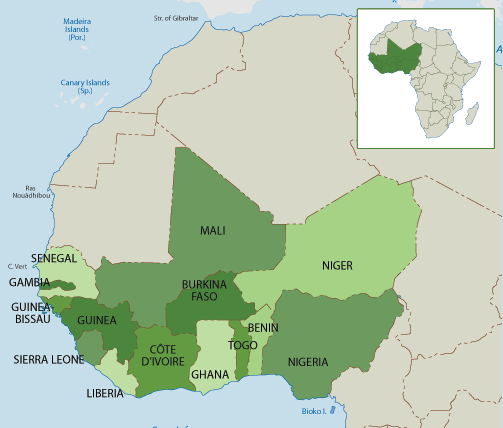 Madeira
Islands
(Por.)
Str. of Gibraltar
Canary Islands
(Sp.)
Ras
Nouâdhibou
C. Vert
SENEGAL
GAMBIA
GUINEA-
BISSAU
GUINEA
SIERRA LEONE
LIBERIA
MALI
BURKINA
FASO
CÔTE
D'IVOIRE
GHANA
TOGO
BENIN
NIGER
NIGERIA
Bioko I.